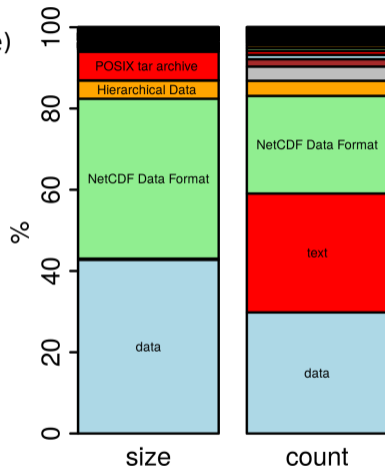 e)
%
100
80
60
40
20
0
POSIX tar archive
Hierarchical Data
NetCDF Data Format
data
NetCDF Data Format
text
data
size
count